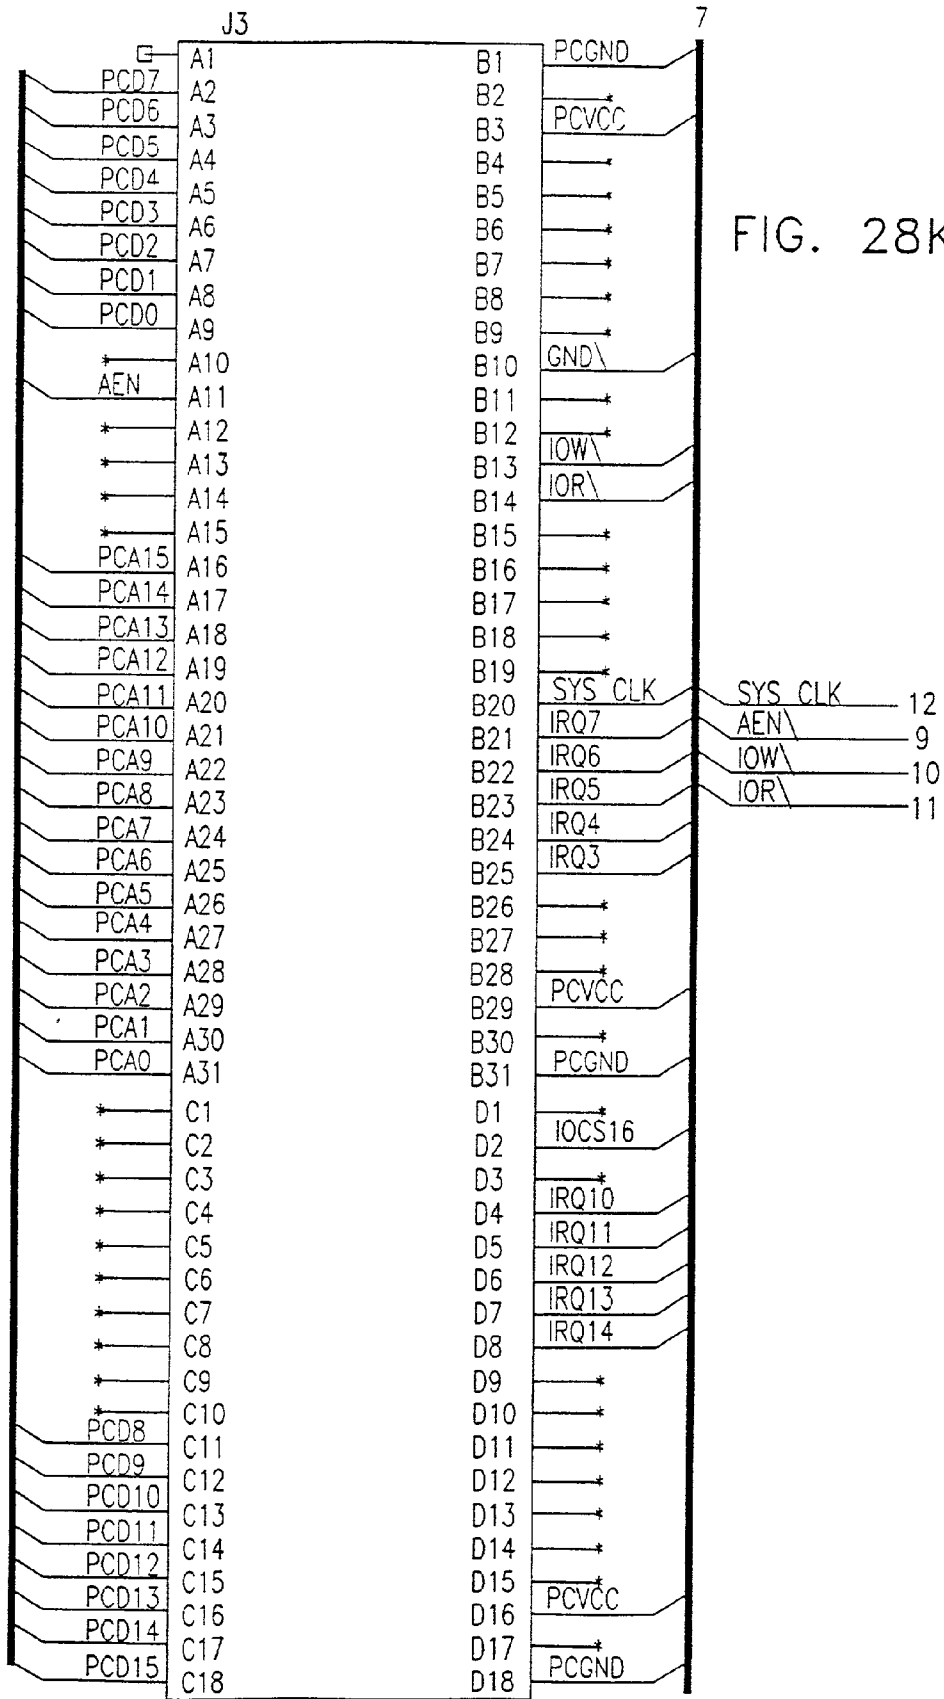 J3
7
A1 B1 PCGND
PCD7 A2 B2
PCD6 A3 B3 PCVCC
PCD5 A4 B4
PCD4 A5 B5
PCD3 A6 B6
FIG. 28K
PCD2 A7 B7
PCD1 A8 B8
PCD0 A9 B9
A10 B10 GND\
AEN A11 B11
A12 B12
A13 B13 IOW\
A14 B14 IOR\
A15 B15
PCA15 A16 B16
PCA14 A17 B17
PCA13 A18 B18
PCA12 A19 B19
PCA11 A20 B20 SYS CLK SYS CLK 12
PCA10 A21 B21 IRQ7 AEN\ 9
PCA9 A22 B22 IRQ6 IOW\ 10
PCA8 A23 B23 IRQ5 IOR\ 11
PCA7 A24 B24 IRQ4
PCA6 A25 B25 IRQ3
PCA5 A26 B26
PCA4 A27 B27
PCA3 A28 B28
PCA2 A29 B29 PCVCC
PCA1 A30 B30
PCA0 A31 B31 PCGND
C1 D1
C2 D2 IOCS16
C3 D3
C4 D4 IRQ10
C5 D5 IRQ11
C6 D6 IRQ12
C7 D7 IRQ13
C8 D8 IRQ14
C9 D9
C10 D10
PCD8 C11 D11
PCD9 C12 D12
PCD10 C13 D13
PCD11 C14 D14
PCD12 C15 D15
PCD13 C16 D16 PCVCC
PCD14 C17 D17
PCD15 C18 D18 PCGND